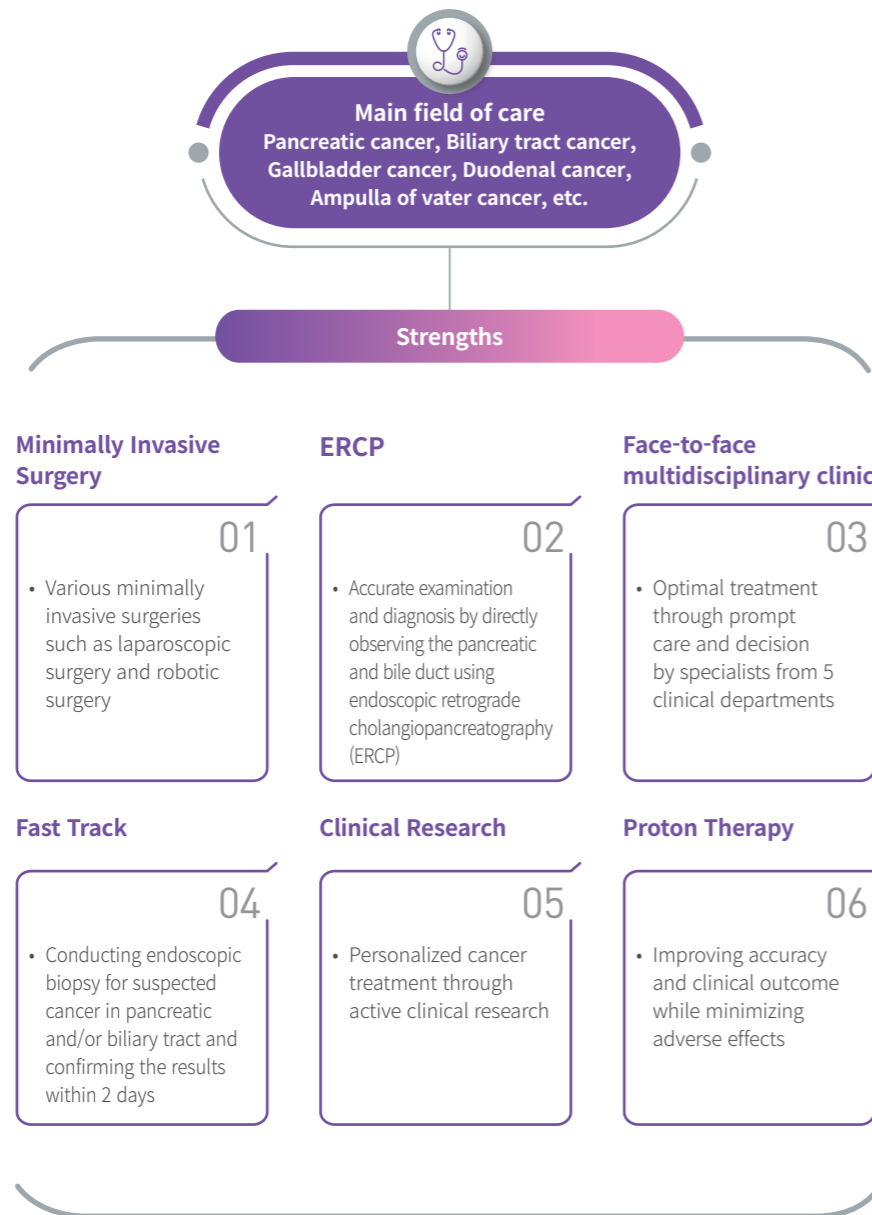 Main field of care
Pancreatic cancer, Biliary tract cancer,
Gallbladder cancer, Duodenal cancer,
Ampulla of vater cancer, etc.
Strengths
Minimally Invasive
Surgery
01
• Various minimally
invasive surgeries
such as laparoscopic
surgery and robotic
surgery
ERCP
02
• Accurate examination
and diagnosis by directly
observing the pancreatic
and bile duct using
endoscopic retrograde
cholangiopancreatography
(ERCP)
Face-to-face
multidisciplinary clinic
03
• Optimal treatment
through prompt
care and decision
by specialists from 5
clinical departments
Fast Track
04
• Conducting endoscopic
biopsy for suspected
cancer in pancreatic
and/or biliary tract and
confirming the results
within 2 days
Clinical Research
05
• Personalized cancer
treatment through
active clinical research
Proton Therapy
06
• Improving accuracy
and clinical outcome
while minimizing
adverse effects